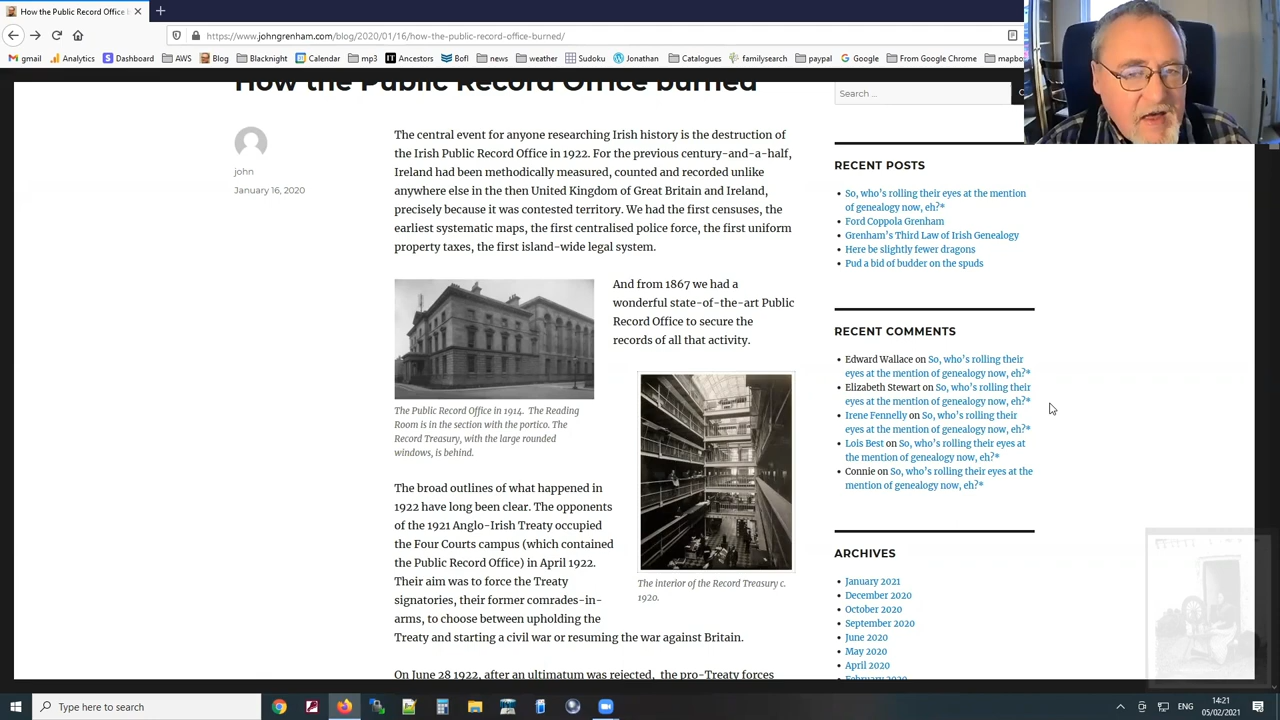 How the Public Record Office b
https://www.johngrenham.com/blog/2020/01/16/how-the-public-record-office-burned/
gmail Analytics Dashboard AWS Blog Blacknight Calendar mp3 Ancestors Bofl news weather Sudoku Jonathan Catalogues familysearch paypal Google From Google Chrome mapbo
How the Public Record Office burned
john
January 16, 2020
The central event for anyone researching Irish history is the destruction of
the Irish Public Record Office in 1922. For the previous century-and-a-half,
Ireland had been methodically measured, counted and recorded unlike
anywhere else in the then United Kingdom of Great Britain and Ireland,
precisely because it was contested territory. We had the first censuses, the
earliest systematic maps, the first centralised police force, the first uniform
property taxes, the first island-wide legal system.
And from 1867 we had a
wonderful state-of-the-art Public
Record Office to secure the
records of all that activity.
The Public Record Office in 1914. The Reading
Room is in the section with the portico. The
Record Treasury, with the large rounded
windows, is behind.
The interior of the Record Treasury c.
1920.
The broad outlines of what happened in
1922 have long been clear. The opponents
of the 1921 Anglo-Irish Treaty occupied
the Four Courts campus (which contained
the Public Record Office) in April 1922.
Their aim was to force the Treaty
signatories, their former comrades-in-
arms, to choose between upholding the
Treaty and starting a civil war or resuming the war against Britain.
On June 28 1922, after an ultimatum was rejected, the pro-Treaty forces
Search ...
RECENT POSTS
So, who's rolling their eyes at the mention
of genealogy now, eh?*
Ford Coppola Grenham
Grenham's Third Law of Irish Genealogy
Here be slightly fewer dragons
Pud a bid of budder on the spuds
RECENT COMMENTS
Edward Wallace on So, who's rolling their
eyes at the mention of genealogy now, eh?*
Elizabeth Stewart on So, who's rolling their
eyes at the mention of genealogy now, eh?*
Irene Fennelly on So, who's rolling their
eyes at the mention of genealogy now, eh?*
Lois Best on So, who's rolling their eyes at
the mention of genealogy now, eh?*
Connie on So, who's rolling their eyes at the
mention of genealogy now, eh?*
ARCHIVES
January 2021
December 2020
October 2020
September 2020
June 2020
May 2020
April 2020
February 2020
Type here to search
ENG
14:21
05/02/2021